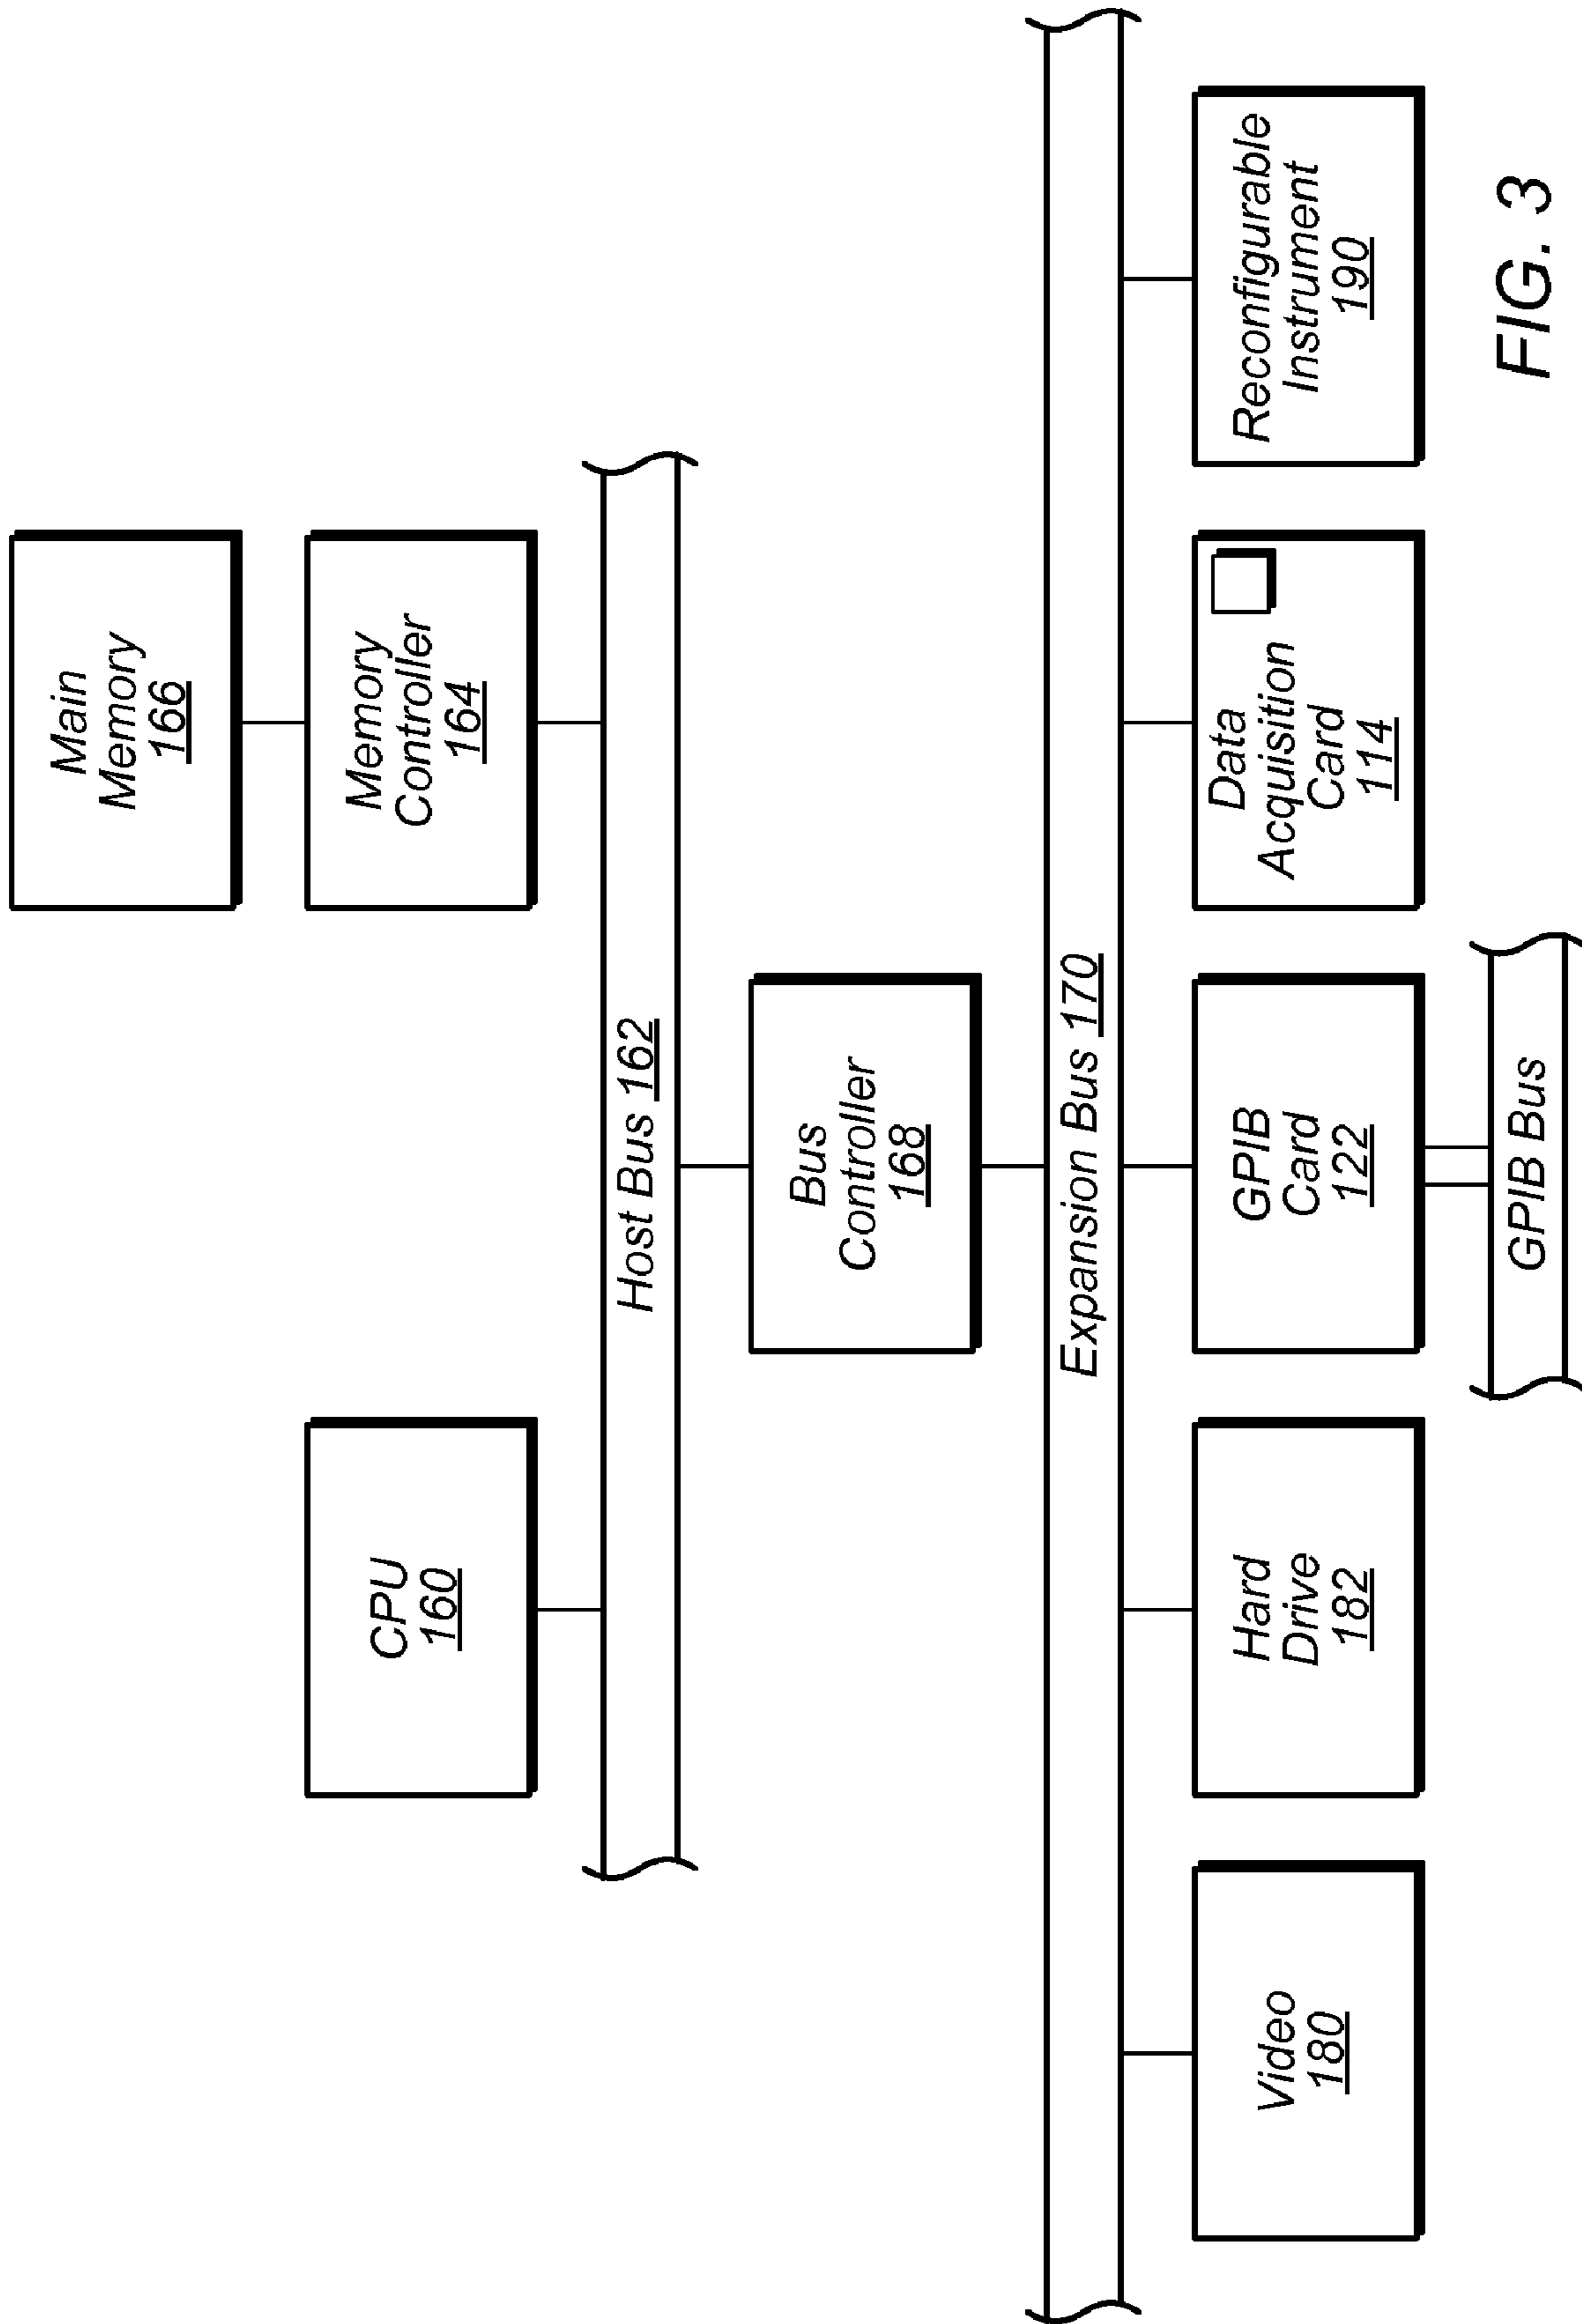 Main
Memory
166
CPU
160
Memory
Controller
164
Host Bus 162
Bus
Controller
168
Expansion Bus 170
Video
180
Hard
Drive
182
GPIB
Card
122
Data
Acquisition
Card
114
Reconfigurable
Instrument
190
GPIB Bus
FIG. 3